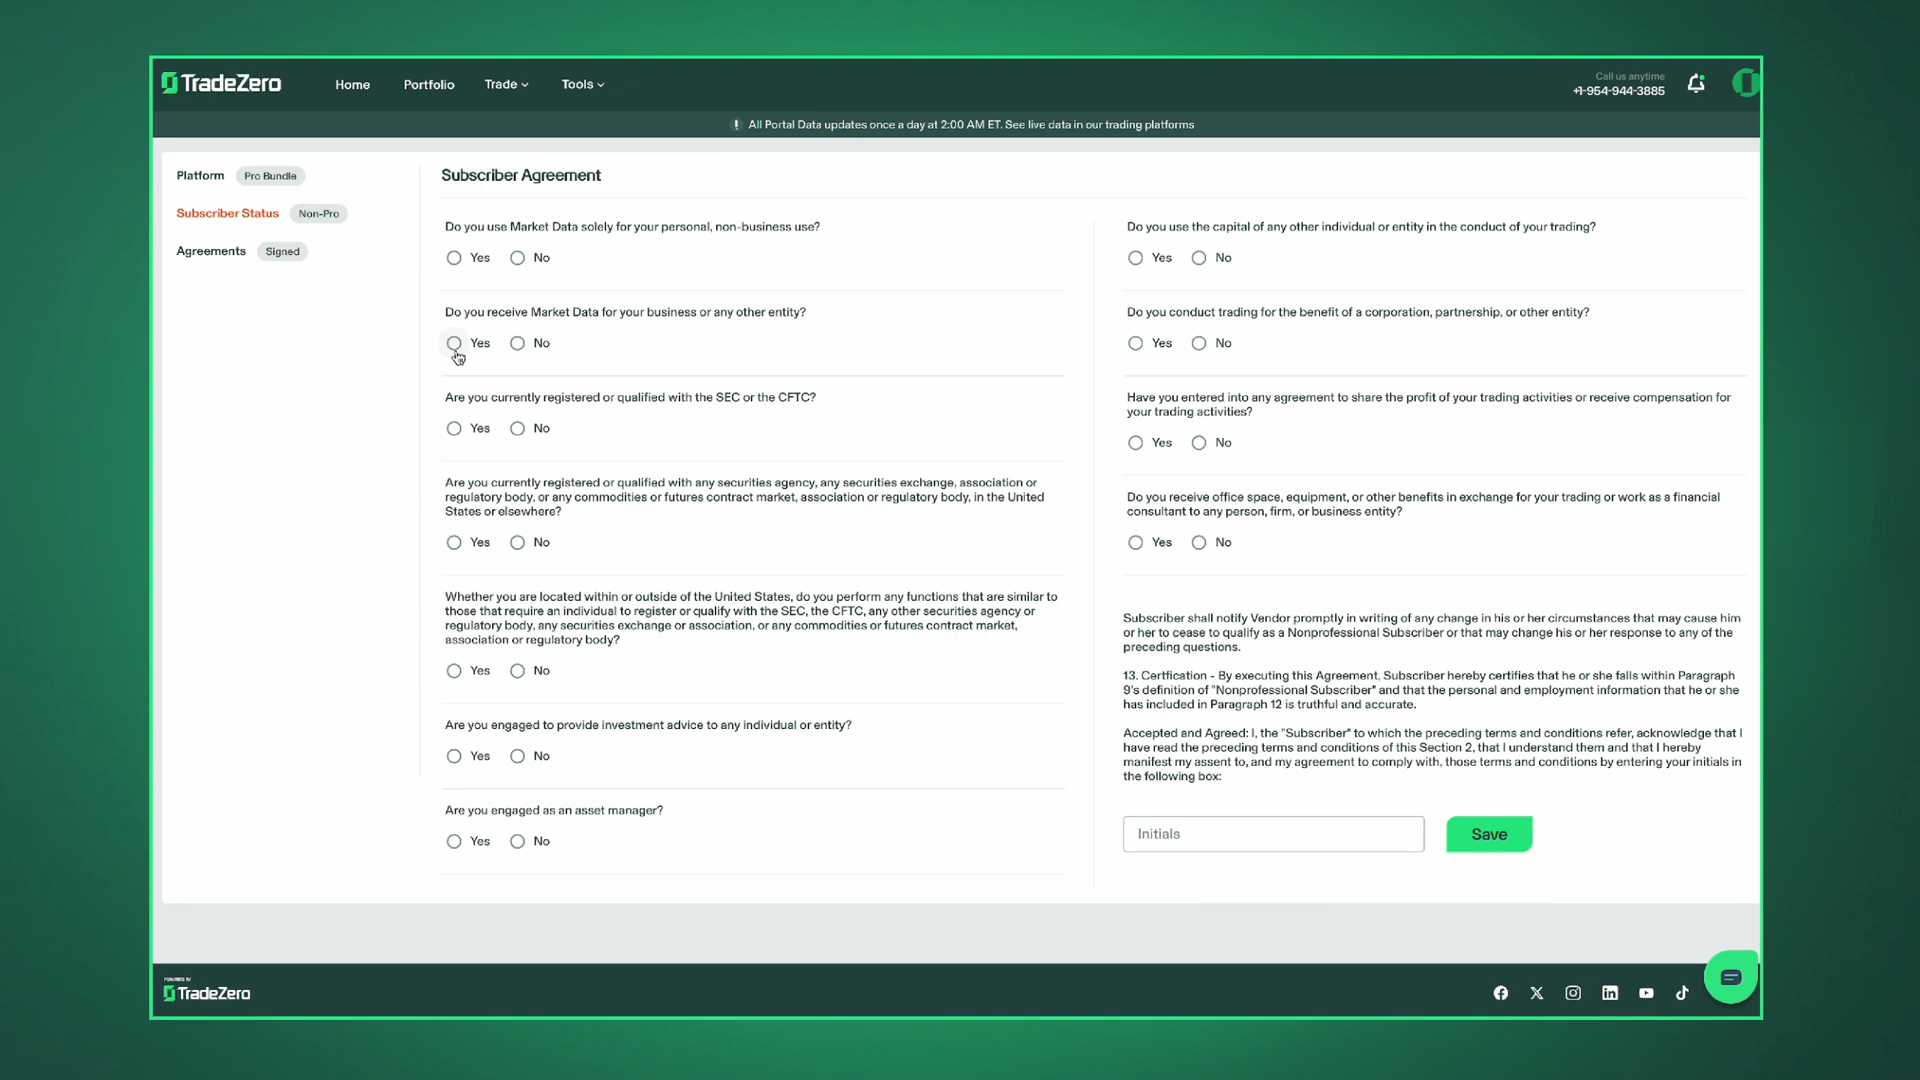 TradeZero
Home
Portfolio
Trade
Tools
Call us anytime
+1-954-944-3885
All Portal Data updates once a day at 2:00 AM ET. See live data in our trading platforms
Platform
Pro Bundle
Subscriber Status
Non-Pro
Agreements
Signed
Subscriber Agreement
Do you use Market Data solely for your personal, non-business use?
Yes
No
Do you receive Market Data for your business or any other entity?
Yes
No
Are you currently registered or qualified with the SEC or the CFTC?
Yes
No
Are you currently registered or qualified with any securities agency, any securities exchange, association or
regulatory body, or any commodities or futures contract market, association or regulatory body, in the United
States or elsewhere?
Yes
No
Whether you are located within or outside of the United States, do you perform any functions that are similar to
those that require an individual to register or qualify with the SEC, the CFTC, any other securities agency or
regulatory body, any securities exchange or association, or any commodities or futures contract market,
association or regulatory body?
Yes
No
Are you engaged to provide investment advice to any individual or entity?
Yes
No
Are you engaged as an asset manager?
Yes
No
Do you use the capital of any other individual or entity in the conduct of your trading?
Yes
No
Do you conduct trading for the benefit of a corporation, partnership, or other entity?
Yes
No
Have you entered into any agreement to share the profit of your trading activities or receive compensation for
your trading activities?
Yes
No
Do you receive office space, equipment, or other benefits in exchange for your trading or work as a financial
consultant to any person, firm, or business entity?
Yes
No
Subscriber shall notify Vendor promptly in writing of any change in his or her circumstances that may cause him
or her to cease to qualify as a Nonprofessional Subscriber or that may change his or her response to any of the
preceding questions.
13. Certfication - By executing this Agreement, Subscriber hereby certifies that he or she falls within Paragraph
9's definition of "Nonprofessional Subscriber" and that the personal and employment information that he or she
has included in Paragraph 12 is truthful and accurate.
Accepted and Agreed: I, the "Subscriber" to which the preceding terms and conditions refer, acknowledge that I
have read the preceding terms and conditions of this Section 2, that I understand them and that I hereby
manifest my assent to, and my agreement to comply with, those terms and conditions by entering your initials in
the following box:
Initials
Save
POWERED BY
TradeZero